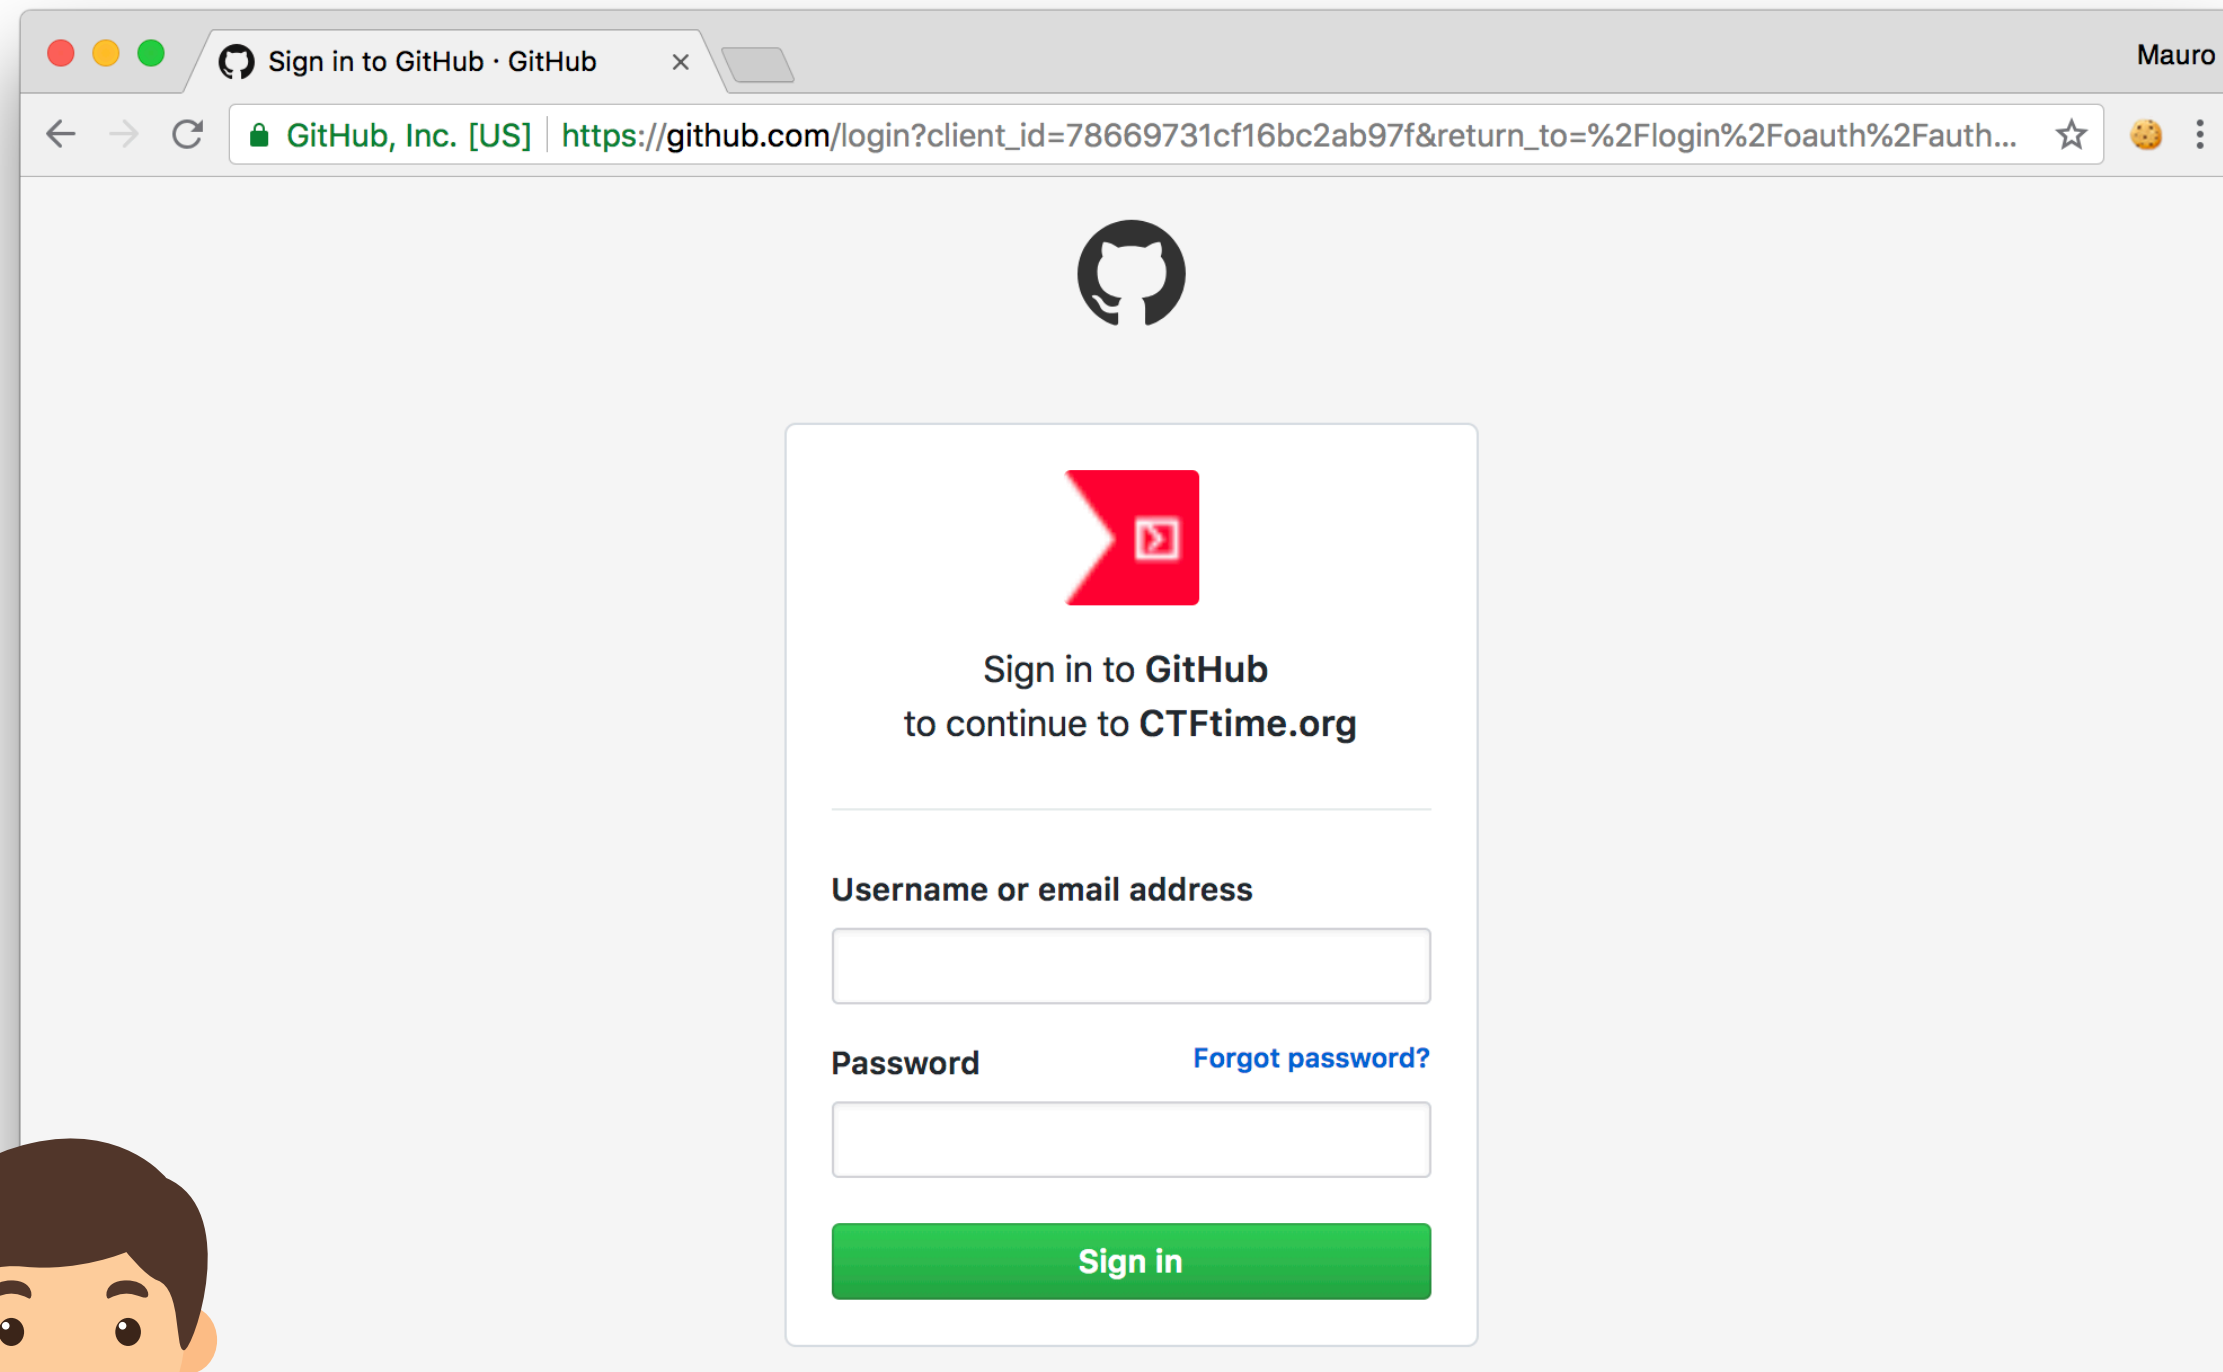 Sign in to GitHub · GitHub
Mauro
GitHub, Inc. [US] https://github.com/login?client_id=78669731cf16bc2ab97f&return_to=%2Flogin%2Foauth%2Fauth...
Sign in to GitHub
to continue to CTFtime.org
Username or email address
Password Forgot password?
Sign in